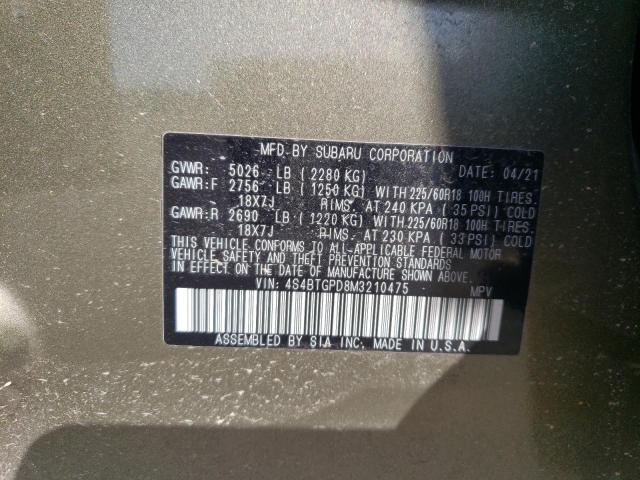 MFD.BY SUBARU CORPORATION DATE: 04/21
GVWR: 5026 LB ( 2280 KG)
GAWR:F 2756 LB ( 1250 KG) WITH 225/60R18 100H TIRES.
18X7J RIMS. AT 240 KPA ( 35 PSI) COLD
GAWR:R 2690 LB ( 1220 KG) WITH 225/60R18 100H TIRES.
18X7J RIMS. AT 230 KPA ( 33 PSI) COLD
THIS VEHICLE CONFORMS TO ALL APPLICABLE FEDERAL MOTOR
VEHICLE SAFETY AND THEFT PREVENTION STANDARDS
IN EFFECT ON THE DATE OF MANUFACTURE SHOWN ABOVE.
VIN: 4S4BTGPD8M3210475 MPV
ASSEMBLED BY SIA INC. MADE IN U.S.A.